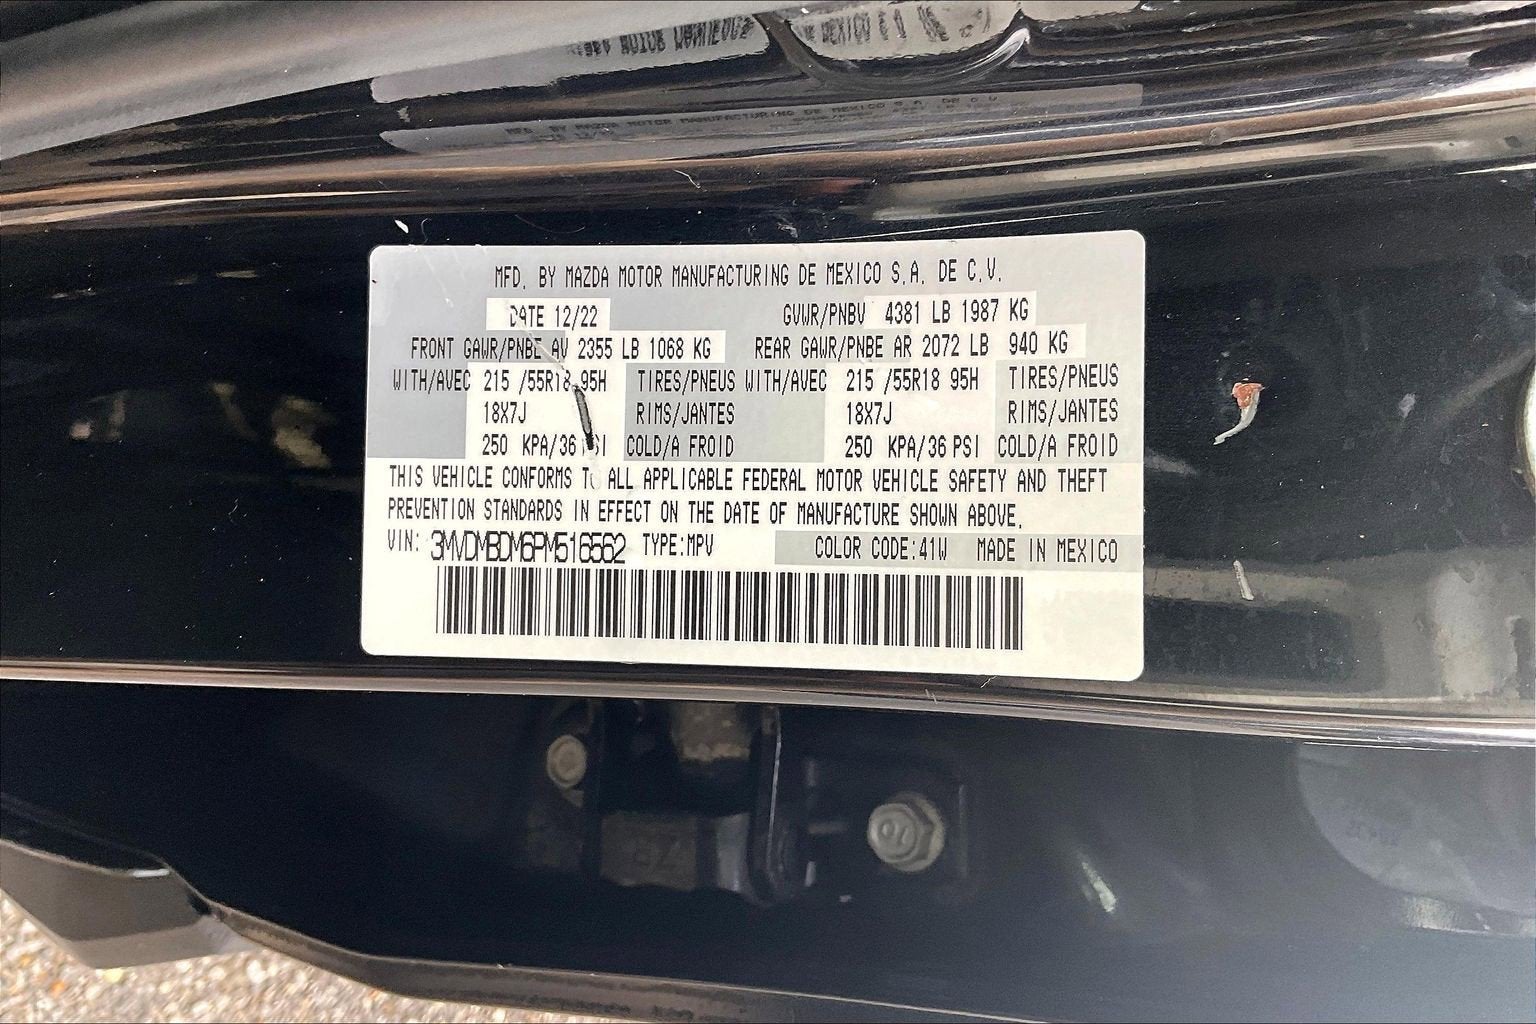 MFD. BY MAZDA MOTOR MANUFACTURING DE MEXICO S.A. DE C.V.
DATE 12/22 GVWR/PNBV 4381 LB 1987 KG
FRONT GAWR/PNBE AV 2355 LB 1068 KG REAR GAWR/PNBE AR 2072 LB 940 KG
WITH/AVEC 215 /55R18 95H TIRES/PNEUS WITH/AVEC 215 /55R18 95H TIRES/PNEUS
18X7J RIMS/JANTES 18X7J RIMS/JANTES
250 KPA/36 PSI COLD/A FROID 250 KPA/36 PSI COLD/A FROID
THIS VEHICLE CONFORMS TO ALL APPLICABLE FEDERAL MOTOR VEHICLE SAFETY AND THEFT
PREVENTION STANDARDS IN EFFECT ON THE DATE OF MANUFACTURE SHOWN ABOVE.
VIN: 3MVDMBDM6PM516562 TYPE:MPV COLOR CODE:41W MADE IN MEXICO
10